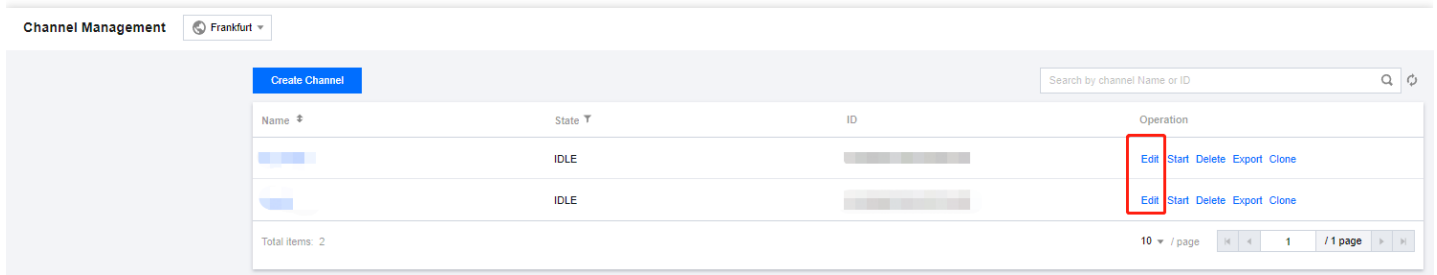 Channel Management Frankfurt
Create Channel Search by channel Name or ID
Name State ID Operation
IDLE Edit Start Delete Export Clone
IDLE Edit Start Delete Export Clone
Total items: 2 10 / page 1 / 1 page